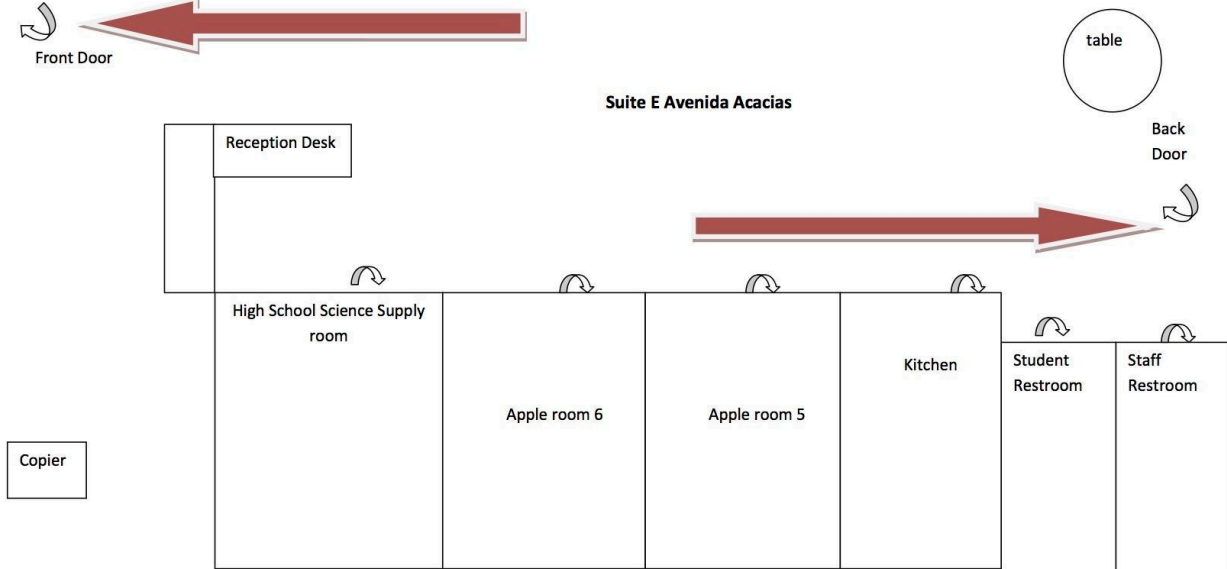 Front Door
table
Suite E Avenida Acacias
Back
Door
Reception Desk
High School Science Supply
room
Apple room 6
Apple room 5
Kitchen
Student
Restroom
Staff
Restroom
Copier